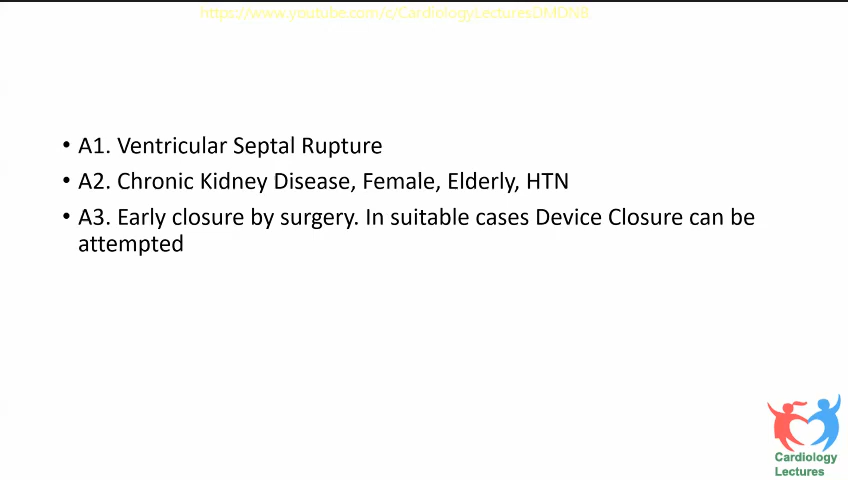 https://www.youtube.com/c/CardiologyLecturesDMDNB
• A1. Ventricular Septal Rupture
• A2. Chronic Kidney Disease, Female, Elderly, HTN
• A3. Early closure by surgery. In suitable cases Device Closure can be
attempted
Cardiology
Lectures